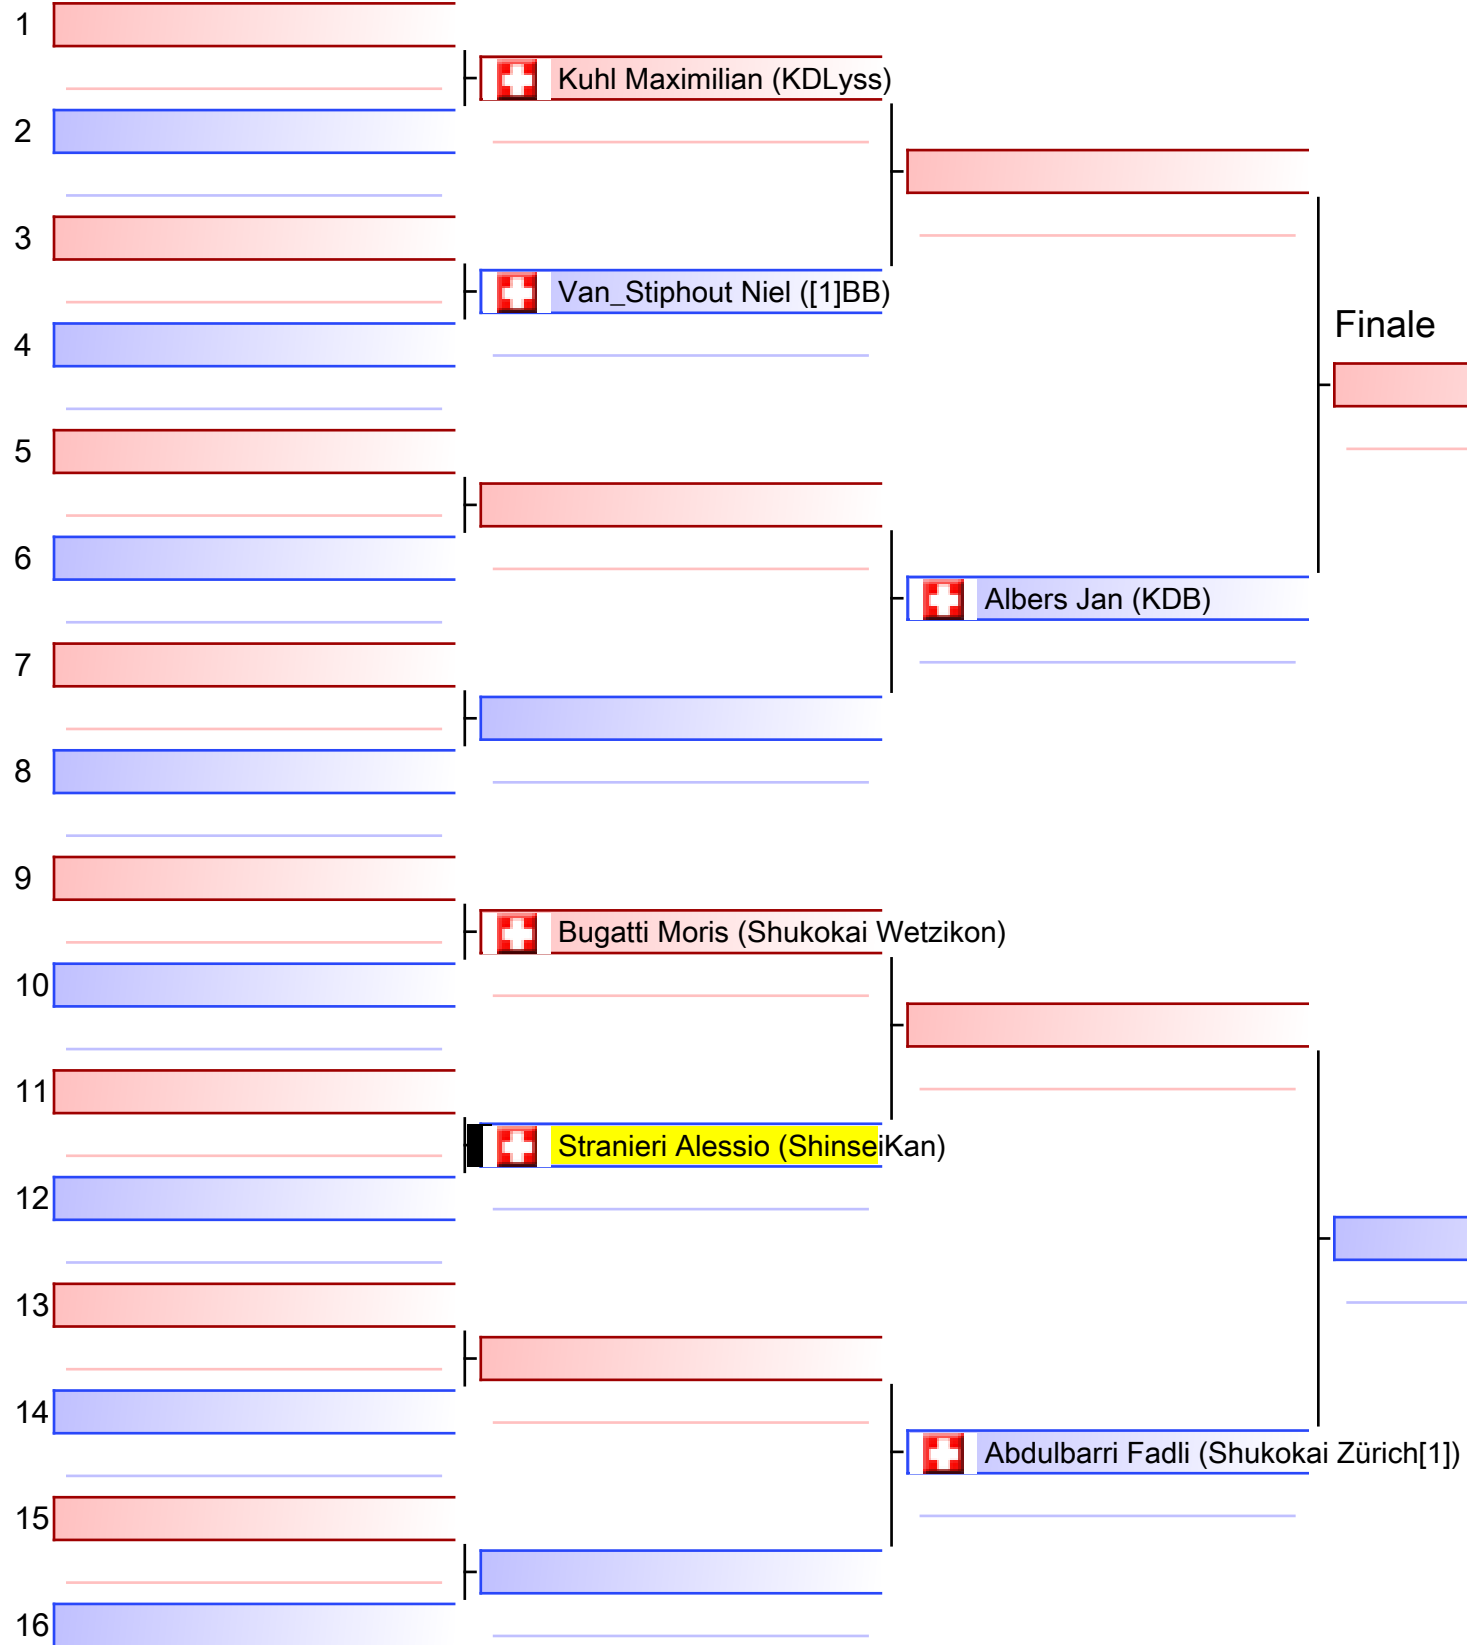 1
Kuhl Maximilian (KDLyss)
2
3
Van_Stiphout Niel ([1]BB)
4
Finale
5
6
Albers Jan (KDB)
7
8
9
Bugatti Moris (Shukokai Wetzikon)
10
11
Stranieri Alessio (ShinseiKan)
12
13
14
Abdulbarri Fadli (Shukokai Zürich[1])
15
16